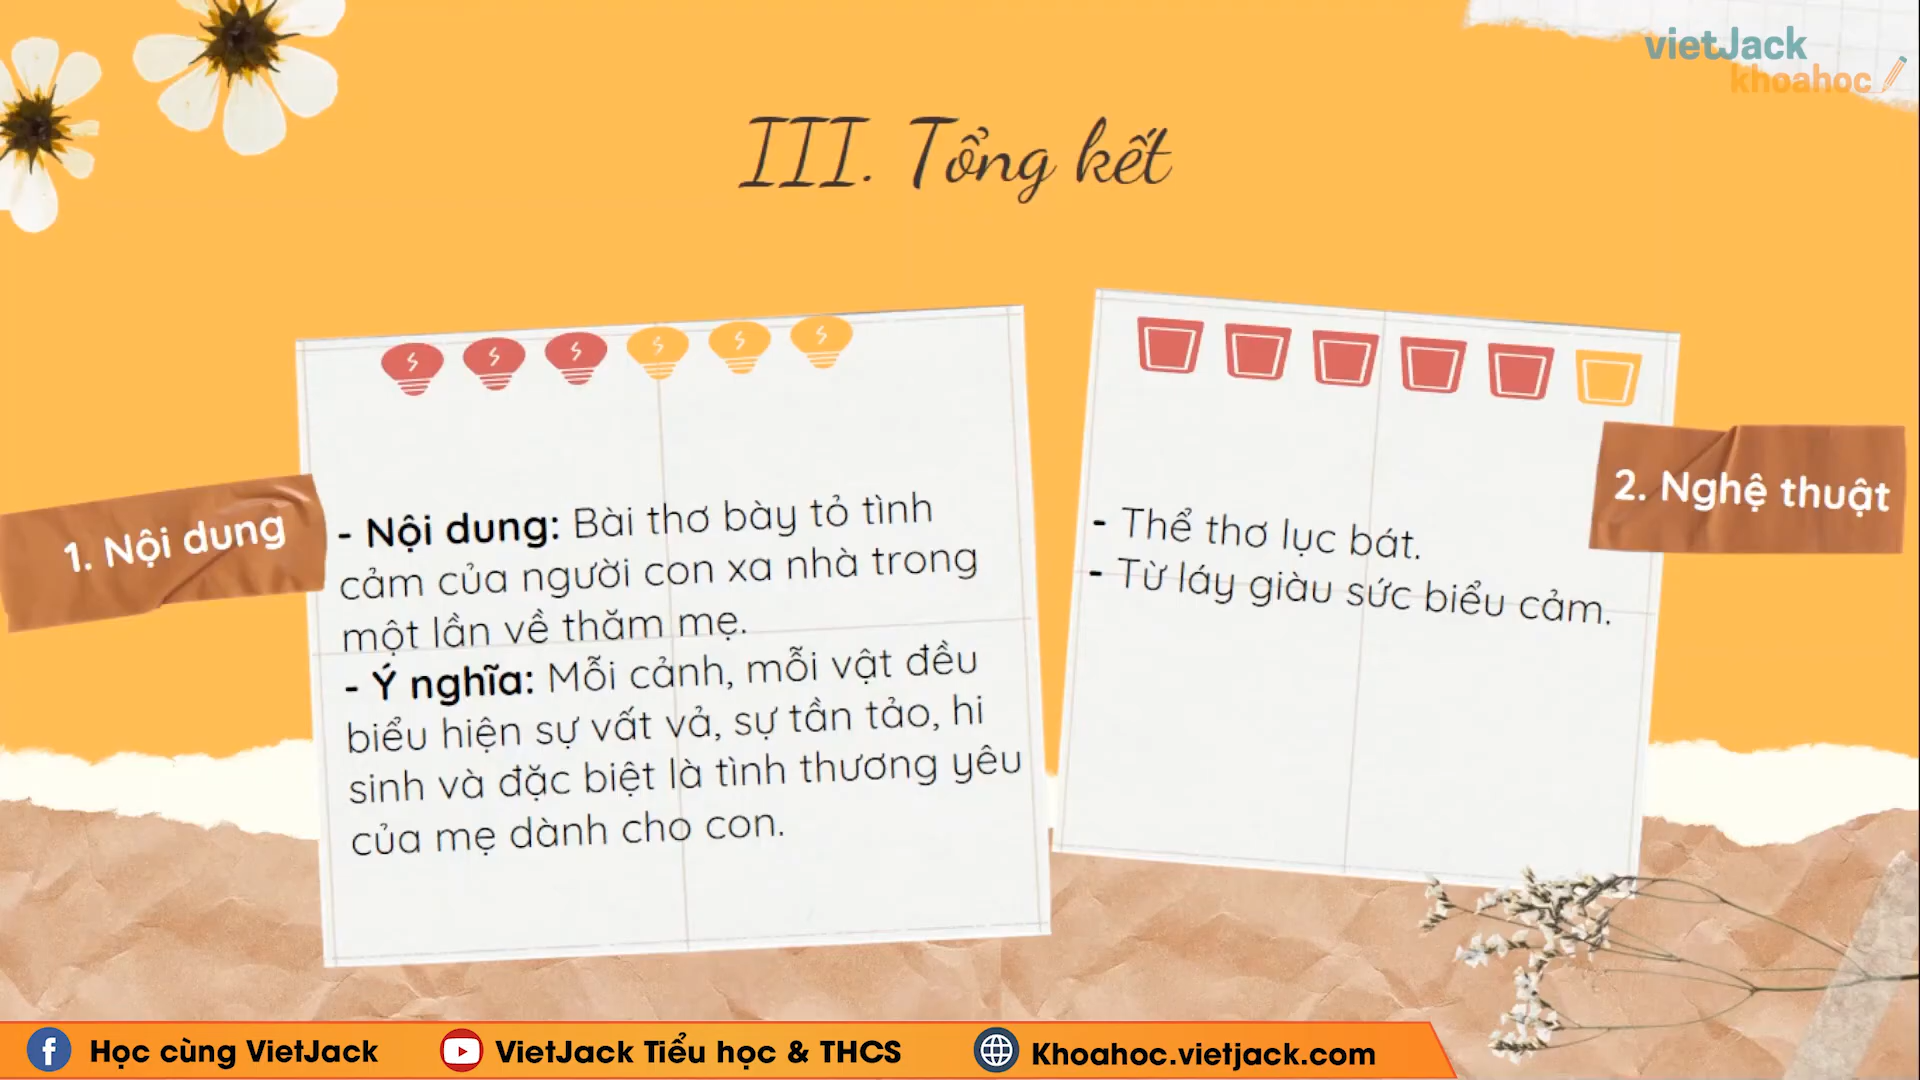 vietJack
khoahoc
III. Tổng kết
1. Nội dung
- Nội dung: Bài thơ bày tỏ tình
cảm của người con xa nhà trong
một lần về thăm mẹ.
- Ý nghĩa: Mỗi cảnh, mỗi vật đều
biểu hiện sự vất vả, sự tần tảo, hi
sinh và đặc biệt là tình thương yêu
của mẹ dành cho con.
2. Nghệ thuật
- Thể thơ lục bát.
- Từ láy giàu sức biểu cảm.
Học cùng VietJack
VietJack Tiểu học & THCS
Khoahoc.vietjack.com